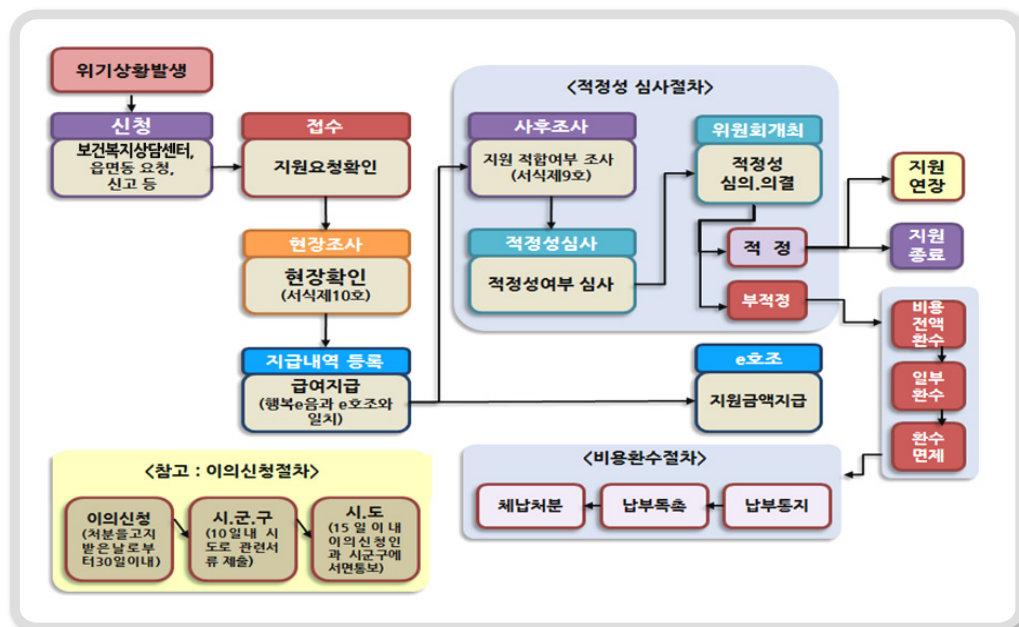 위기상황발생
신청
보건복지상담센터,
읍면동 요청,
신고 등
접수
지원요청확인
현장조사
현장확인
(서식제10호)
지급내역 등록
급여지급
(행복e음과 e호조와
일치)
<적정성 심사절차>
사후조사
지원 적합여부 조사
(서식제9호)
적정성심사
적정성여부 심사
위원회개최
적정성
심의.의결
적 정
부적정
지원
연장
지원
종료
비용
전액
환수
일부
환수
환수
면제
e호조
지원금액지급
<비용환수절차>
체납처분
납부독촉
납부통지
<참고 : 이의신청절차>
이의신청
(처분을고지
받은날로부
터30일이내)
시.군.구
(10일내 시
도로 관련서
류 제출)
시.도
(15일이내
이의신청인
과 시군구에
서면통보)